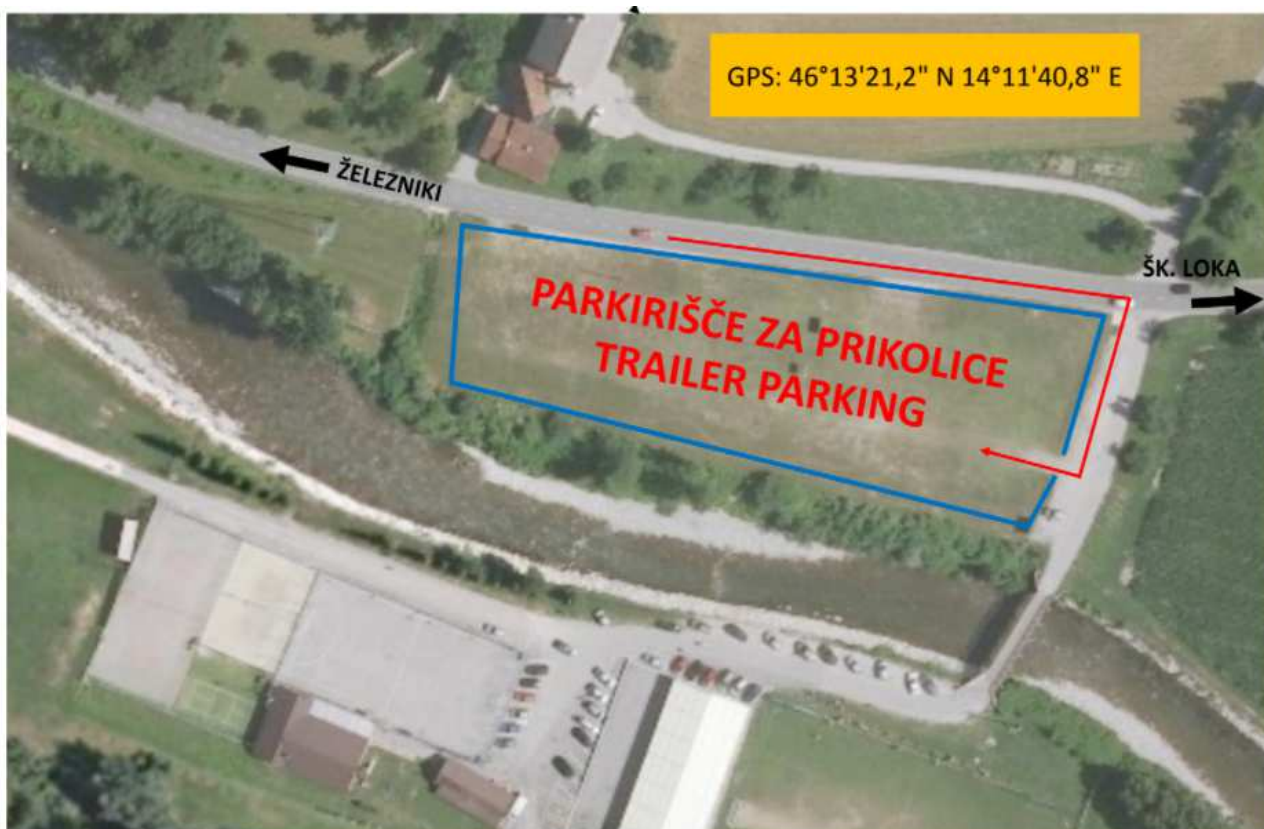 GPS: 46°13'21,2" N 14°11'40,8" E
ŽELEZNIKI
ŠK. LOKA
PARKIRIŠČE ZA PRIKOLICE
TRAILER PARKING